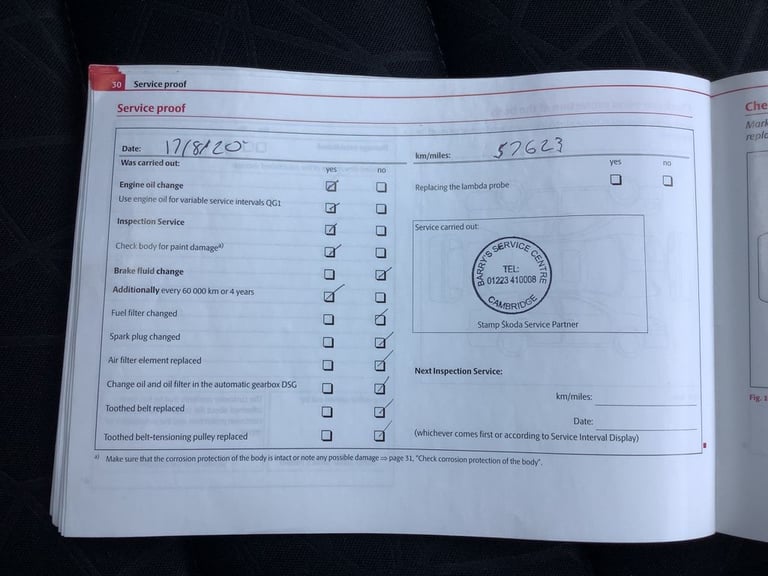 30 Service proof
Service proof
Date: 17/8/20
km/miles: 57623
Was carried out:
yes no
yes no
Engine oil change
Replacing the lambda probe
Use engine oil for variable service intervals QG1
Inspection Service
Check body for paint damage a)
Brake fluid change
Additionally every 60 000 km or 4 years
Fuel filter changed
Spark plug changed
Air filter element replaced
Change oil and oil filter in the automatic gearbox DSG
Toothed belt replaced
Toothed belt-tensioning pulley replaced
Service carried out:
BARRY'S SERVICE CENTRE
TEL:
01223 410008
CAMBRIDGE
Stamp Škoda Service Partner
Next Inspection Service:
km/miles:
Date:
(whichever comes first or according to Service Interval Display)
a) Make sure that the corrosion protection of the body is intact or note any possible damage ⇒ page 31, "Check corrosion protection of the body".
Che
Mark
repla
Fig. 1